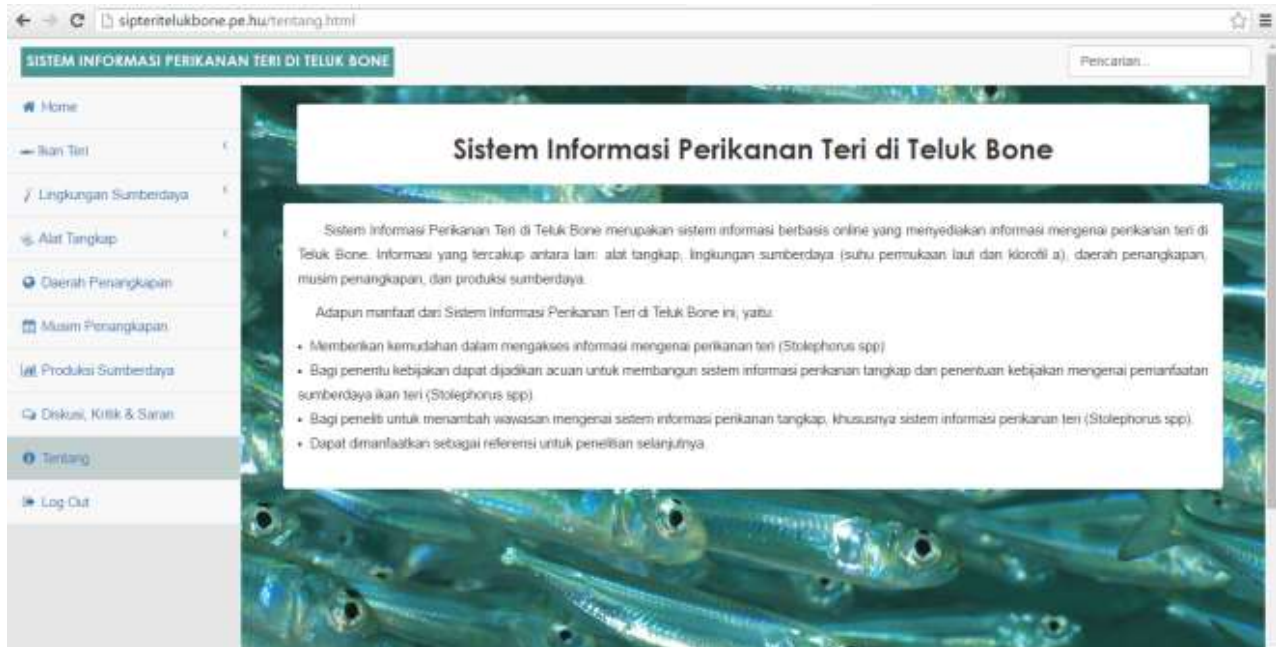 sipteritelukbone.pe.hu/tentang.html
SISTEM INFORMASI PERIKANAN TERI DI TELUK BONE
Pencarian...
Home
Ikan Teri
Lingkungan Sumberdaya
Alat Tangkap
Daerah Penangkapan
Musim Penangkapan
Produksi Sumberdaya
Diskusi, Kritik & Saran
Tentang
Log Out
Sistem Informasi Perikanan Teri di Teluk Bone
Sistem Informasi Perikanan Teri di Teluk Bone merupakan sistem informasi berbasis online yang menyediakan informasi mengenai perikanan teri di
Teluk Bone. Informasi yang tercakup antara lain: alat tangkap, lingkungan sumberdaya (suhu permukaan laut dan klorofil a), daerah penangkapan,
musim penangkapan, dan produksi sumberdaya.
Adapun manfaat dari Sistem Informasi Perikanan Teri di Teluk Bone ini, yaitu:
• Memberikan kemudahan dalam mengakses informasi mengenai perikanan teri (Stolephorus spp)
• Bagi penentu kebijakan dapat dijadikan acuan untuk membangun sistem informasi perikanan tangkap dan penentuan kebijakan mengenai pemanfaatan
sumberdaya ikan teri (Stolephorus spp).
• Bagi peneliti untuk menambah wawasan mengenai sistem informasi perikanan tangkap, khususnya sistem informasi perikanan teri (Stolephorus spp).
• Dapat dimanfaatkan sebagai referensi untuk penelitian selanjutnya.